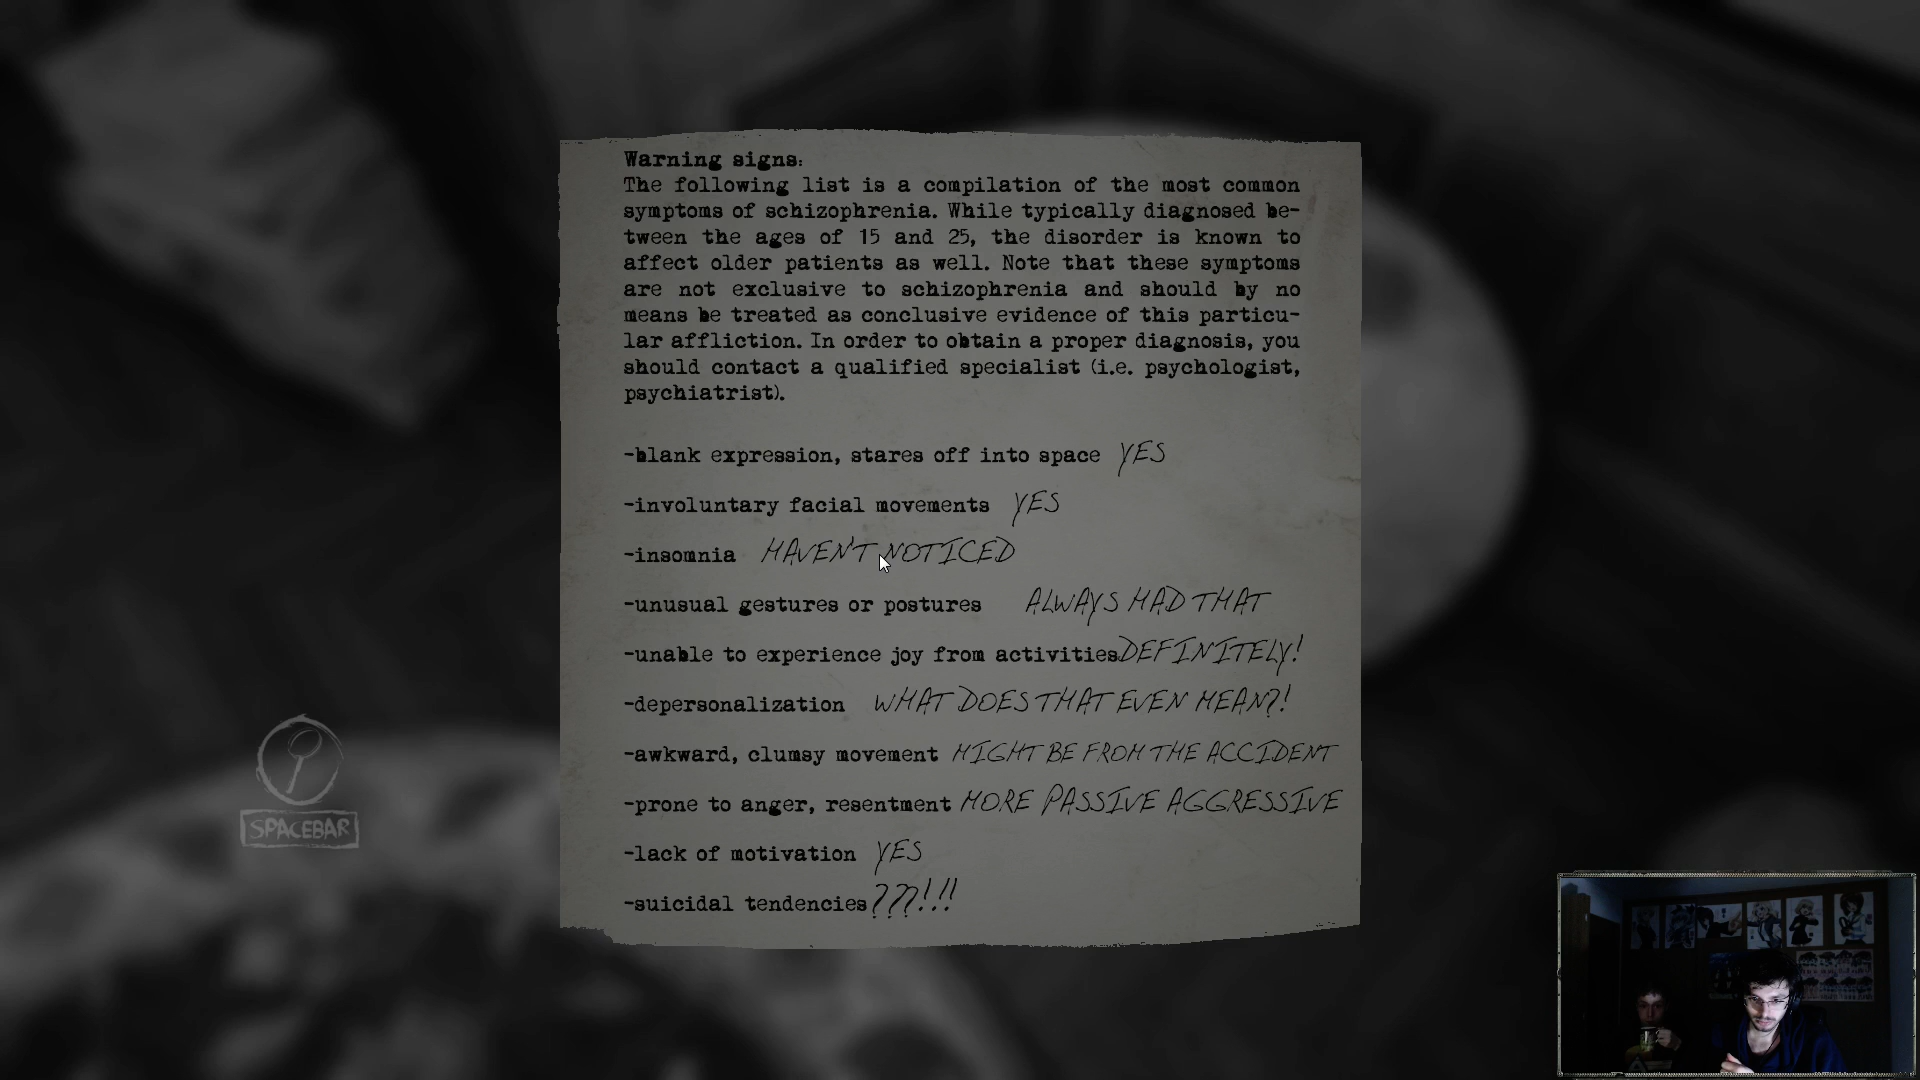 Warning signs:
The following list is a compilation of the most common
symptoms of schizophrenia. While typically diagnosed be-
tween the ages of 15 and 25, the disorder is known to
affect older patients as well. Note that these symptoms
are not exclusive to schizophrenia and should by no
means be treated as conclusive evidence of this particu-
lar affliction. In order to obtain a proper diagnosis, you
should contact a qualified specialist (i.e. psychologist,
psychiatrist).
-blank expression, stares off into space YES
-involuntary facial movements YES
-insomnia HAVEN'T NOTICED
-unusual gestures or postures ALWAYS HAD THAT
-unable to experience joy from activities DEFINITELY!
-depersonalization WHAT DOES THAT EVEN MEAN?!
-awkward, clumsy movement MIGHT BE FROM THE ACCIDENT
-prone to anger, resentment MORE PASSIVE AGGRESSIVE
-lack of motivation YES
-suicidal tendencies ???!!!
SPACEBAR